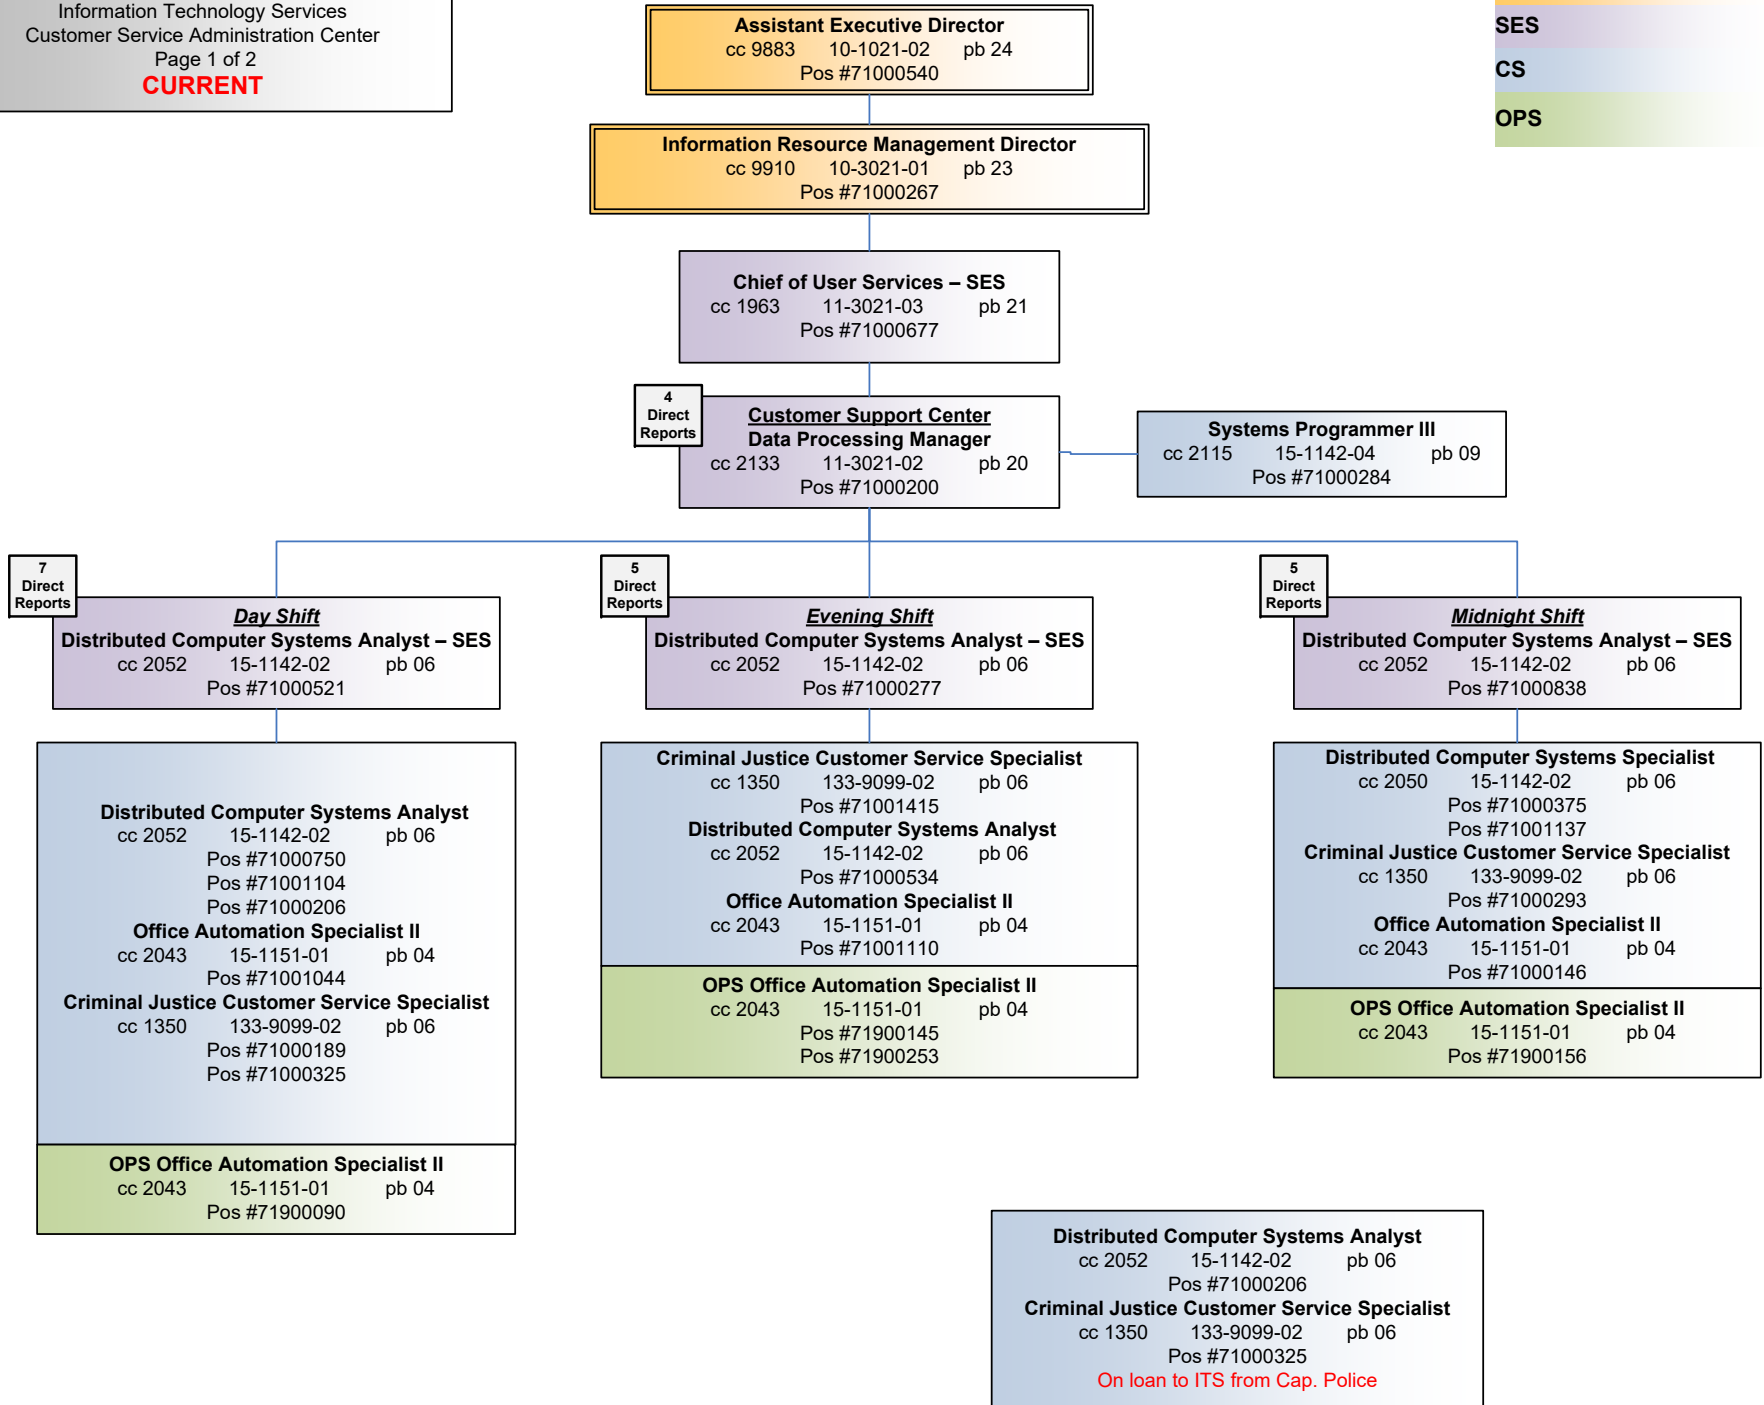 Information Technology Services
Customer Service Administration Center
Page 1 of 2
CURRENT
SES
CS
OPS
Assistant Executive Director
cc 9883 10-1021-02 pb 24
Pos #71000540
Information Resource Management Director
cc 9910 10-3021-01 pb 23
Pos #71000267
Chief of User Services – SES
cc 1963 11-3021-03 pb 21
Pos #71000677
4
Direct
Reports
Customer Support Center
Data Processing Manager
cc 2133 11-3021-02 pb 20
Pos #71000200
Systems Programmer III
cc 2115 15-1142-04 pb 09
Pos #71000284
7
Direct
Reports
Day Shift
Distributed Computer Systems Analyst – SES
cc 2052 15-1142-02 pb 06
Pos #71000521
5
Direct
Reports
Evening Shift
Distributed Computer Systems Analyst – SES
cc 2052 15-1142-02 pb 06
Pos #71000277
5
Direct
Reports
Midnight Shift
Distributed Computer Systems Analyst – SES
cc 2052 15-1142-02 pb 06
Pos #71000838
Distributed Computer Systems Analyst
cc 2052 15-1142-02 pb 06
Pos #71000750
Pos #71001104
Pos #71000206
Office Automation Specialist II
cc 2043 15-1151-01 pb 04
Pos #71001044
Criminal Justice Customer Service Specialist
cc 1350 133-9099-02 pb 06
Pos #71000189
Pos #71000325
OPS Office Automation Specialist II
cc 2043 15-1151-01 pb 04
Pos #71900090
Criminal Justice Customer Service Specialist
cc 1350 133-9099-02 pb 06
Pos #71001415
Distributed Computer Systems Analyst
cc 2052 15-1142-02 pb 06
Pos #71000534
Office Automation Specialist II
cc 2043 15-1151-01 pb 04
Pos #71001110
OPS Office Automation Specialist II
cc 2043 15-1151-01 pb 04
Pos #71900145
Pos #71900253
Distributed Computer Systems Specialist
cc 2050 15-1142-02 pb 06
Pos #71000375
Pos #71001137
Criminal Justice Customer Service Specialist
cc 1350 133-9099-02 pb 06
Pos #71000293
Office Automation Specialist II
cc 2043 15-1151-01 pb 04
Pos #71000146
OPS Office Automation Specialist II
cc 2043 15-1151-01 pb 04
Pos #71900156
Distributed Computer Systems Analyst
cc 2052 15-1142-02 pb 06
Pos #71000206
Criminal Justice Customer Service Specialist
cc 1350 133-9099-02 pb 06
Pos #71000325
On loan to ITS from Cap. Police